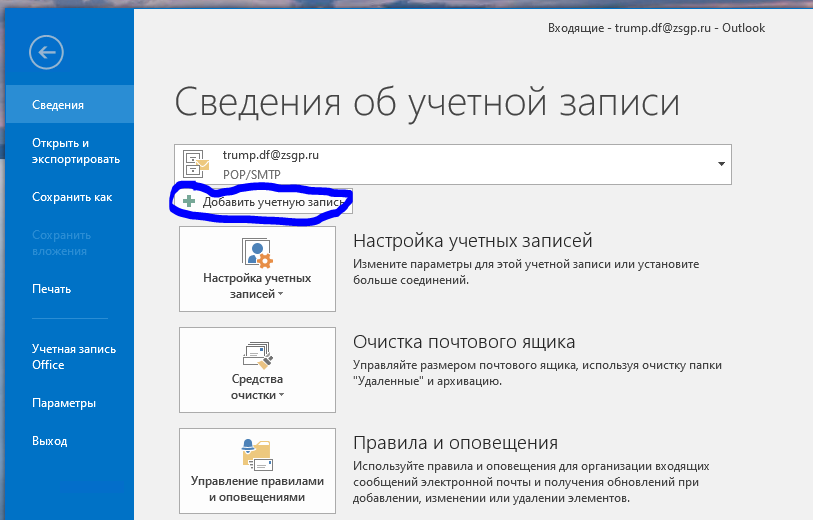 Входящие - trump.df@zsgp.ru - Outlook
Сведения
Открыть и
экспортировать
Сохранить как
Сохранить
вложения
Печать
Учетная запись
Office
Параметры
Выход
Сведения об учетной записи
trump.df@zsgp.ru
POP/SMTP
Добавить учетную запись
Настройка учетных
записей
Настройка учетных записей
Измените параметры для этой учетной записи или установите
больше соединений.
Средства
очистки
Очистка почтового ящика
Управляйте размером почтового ящика, используя очистку папки
"Удаленные" и архивацию.
Управление правилами
и оповещениями
Правила и оповещения
Используйте правила и оповещения для организации входящих
сообщений электронной почты и получения обновлений при
добавлении, изменении или удалении элементов.